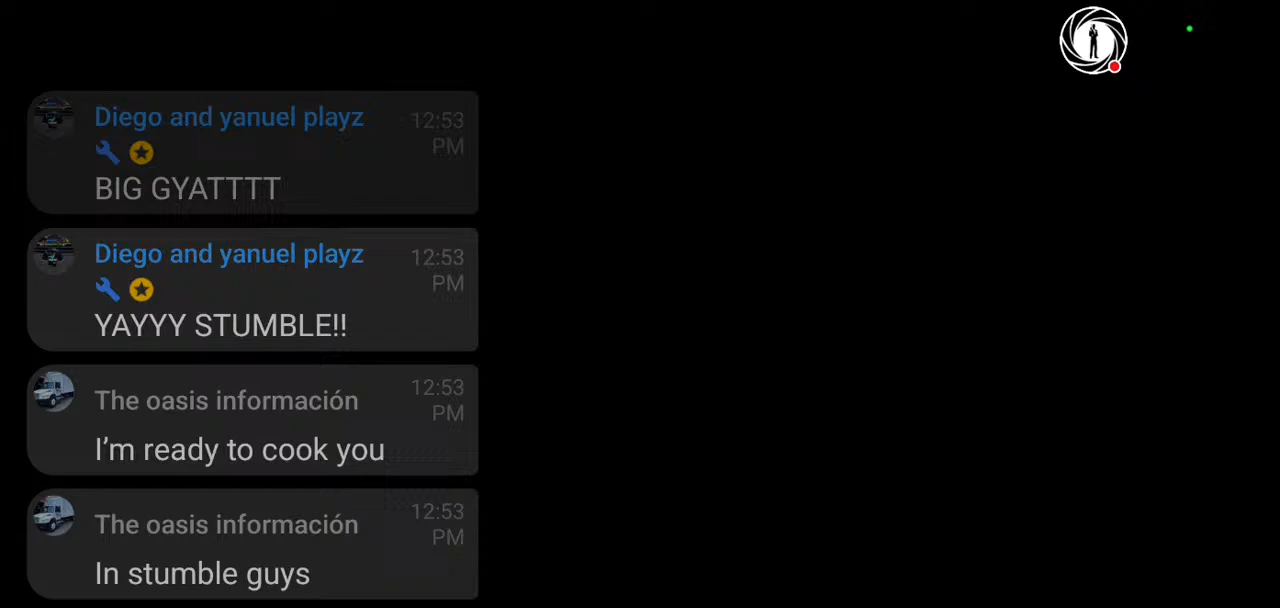 Diego and yanuel playz
12:53
PM
BIG GYATTTT
Diego and yanuel playz
12:53
PM
YAYYY STUMBLE!!
The oasis información
12:53
PM
I’m ready to cook you
The oasis información
12:53
PM
In stumble guys